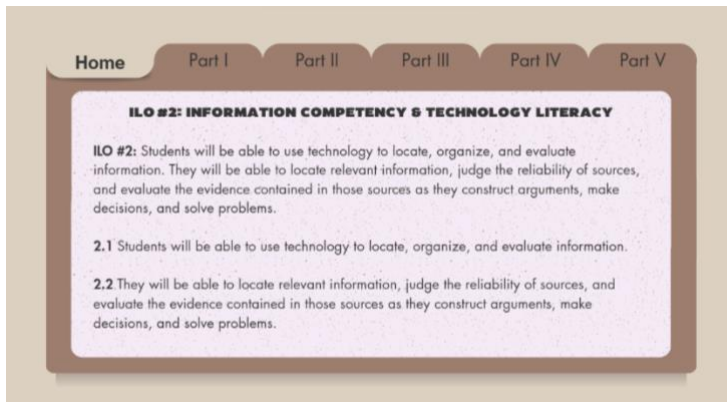 Home Part I Part II Part III Part IV Part V
ILO #2: INFORMATION COMPETENCY & TECHNOLOGY LITERACY
ILO #2: Students will be able to use technology to locate, organize, and evaluate
information. They will be able to locate relevant information, judge the reliability of sources,
and evaluate the evidence contained in those sources as they construct arguments, make
decisions, and solve problems.
2.1 Students will be able to use technology to locate, organize, and evaluate information.
2.2 They will be able to locate relevant information, judge the reliability of sources, and
evaluate the evidence contained in those sources as they construct arguments, make
decisions, and solve problems.